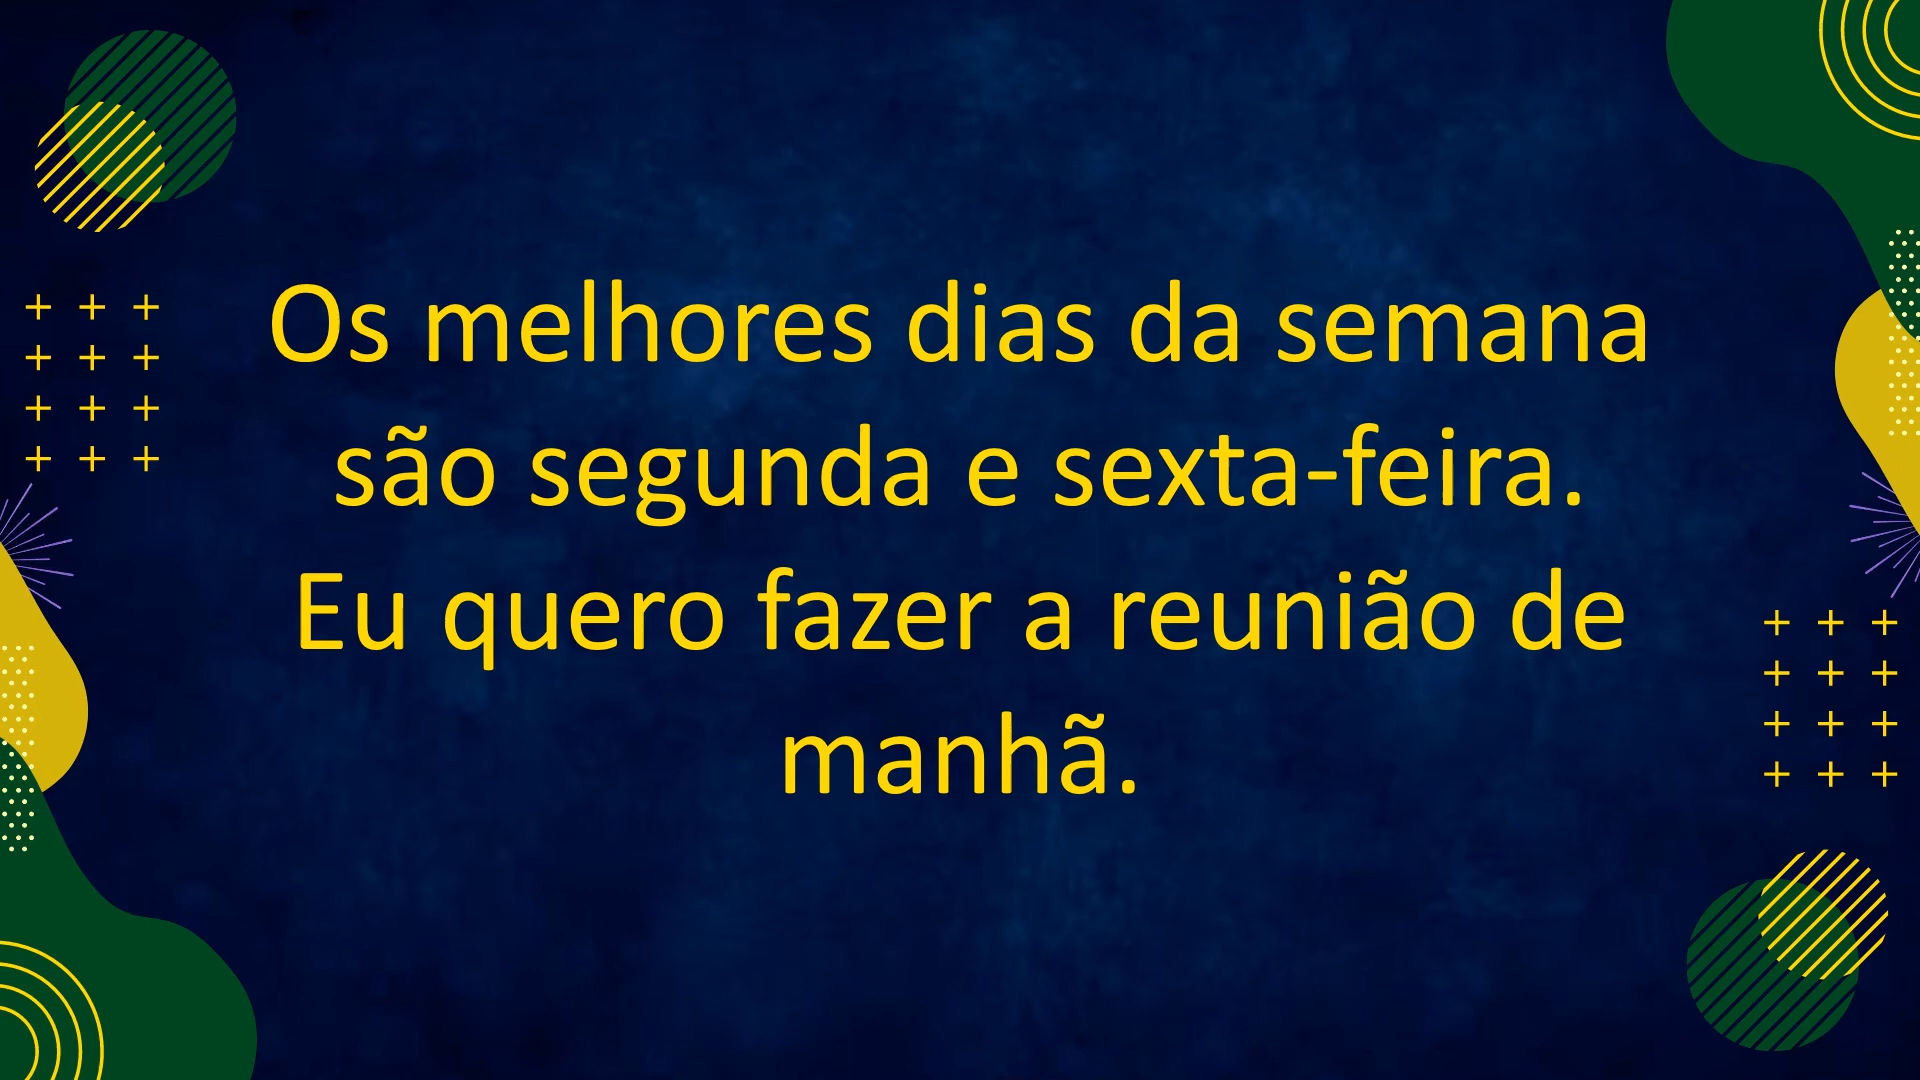 Os melhores dias da semana
são segunda e sexta-feira.
Eu quero fazer a reunião de
manhã.